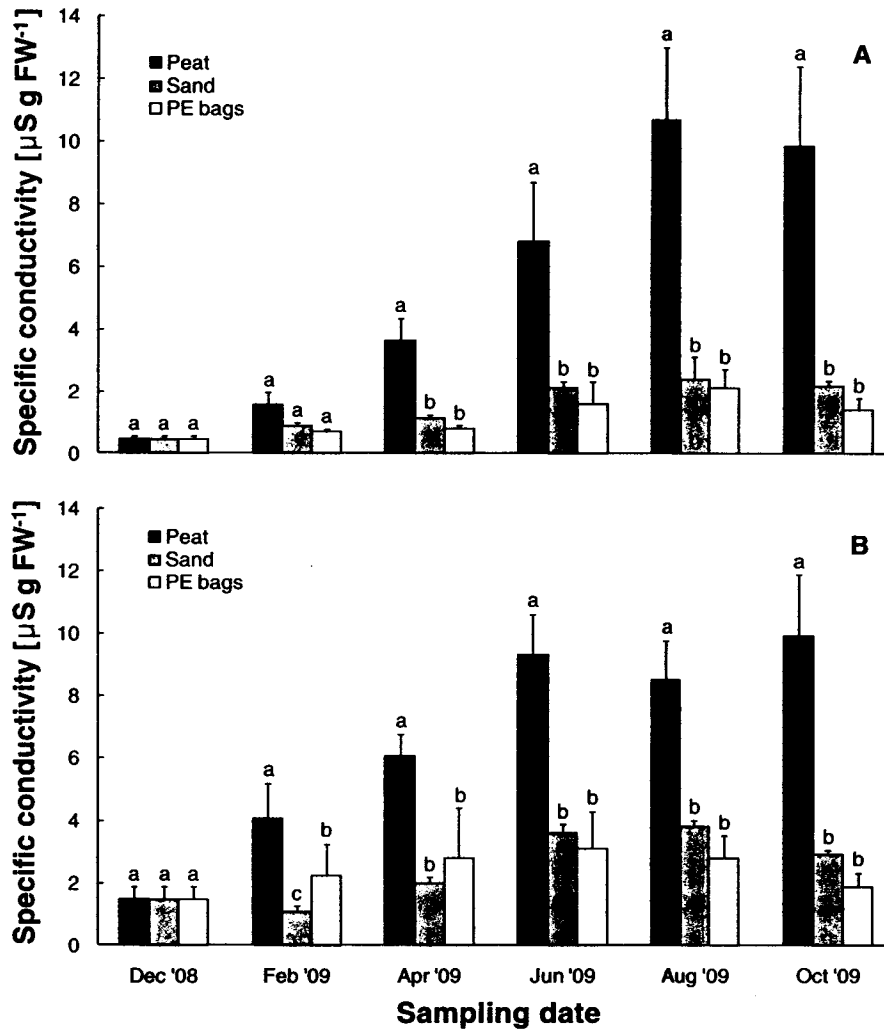 Specific conductivity [µS g FW-1]
14
12
10
8
6
4
2
0
Peat
Sand
PE bags
A
a a a
a a a
a b b
a b b
a b b
a b b
Specific conductivity [µS g FW-1]
14
12
10
8
6
4
2
0
Peat
Sand
PE bags
B
a a a
a c b
a b b
a b b
a b b
a b b
Dec '08 Feb '09 Apr '09 Jun '09 Aug '09 Oct '09
Sampling date